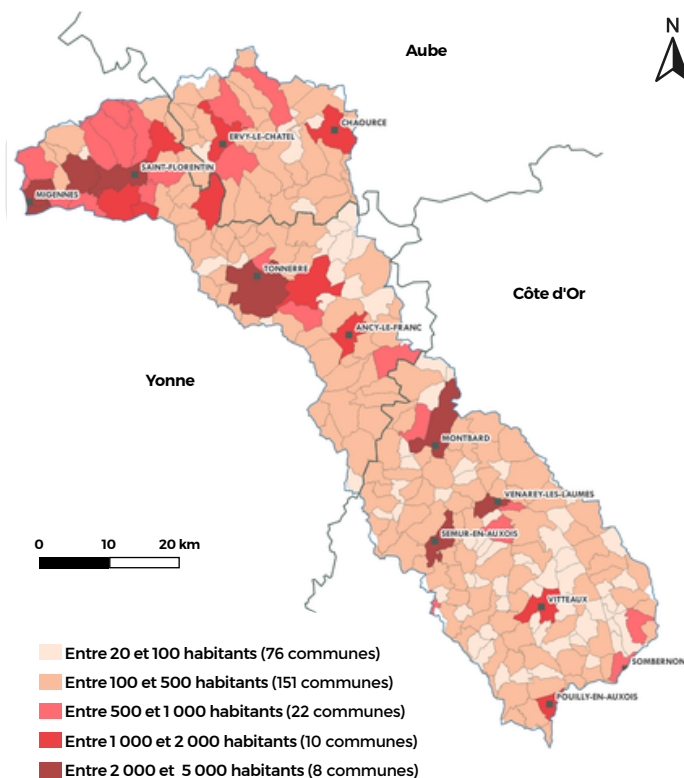 Aube
N
CHAOURCE
ERVY-LE-CHATEL
SAINT-FLORENTIN
MIGENNES
TONNERRE
Côte d'Or
ANCY-LE-FRANC
Yonne
MONTBARD
VENAREY-LES-LAUMES
SEMUR-EN-AUXOIS
0 10 20 km
VITTEAUX
SOMBERNON
POUILLY-EN-AUXOIS
Entre 20 et 100 habitants (76 communes)
Entre 100 et 500 habitants (151 communes)
Entre 500 et 1 000 habitants (22 communes)
Entre 1 000 et 2 000 habitants (10 communes)
Entre 2 000 et 5 000 habitants (8 communes)